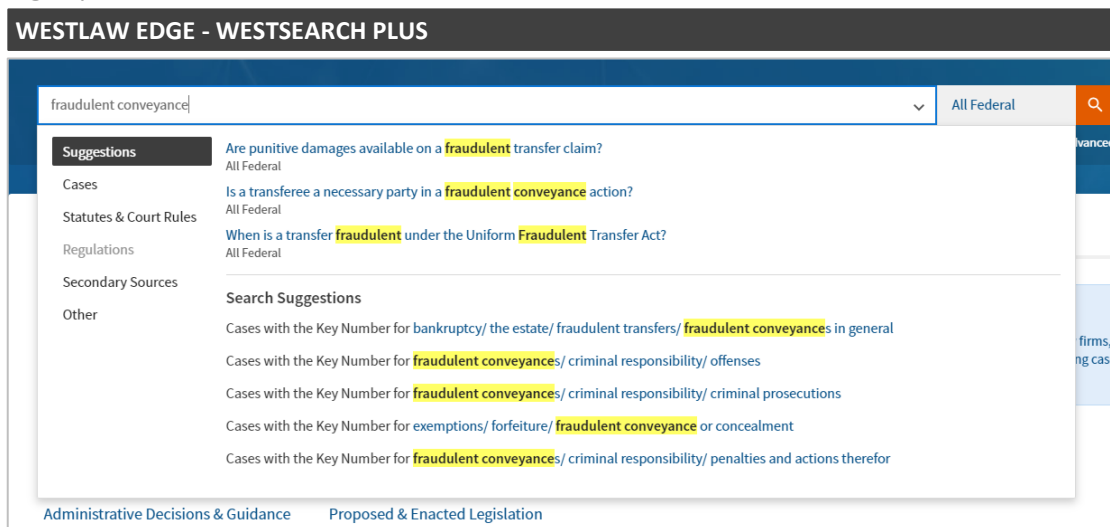 WESTLAW EDGE - WESTSEARCH PLUS
fraudulent conveyance
All Federal
Suggestions
Cases
Statutes & Court Rules
Regulations
Secondary Sources
Other
Are punitive damages available on a fraudulent transfer claim?
All Federal
Is a transferee a necessary party in a fraudulent conveyance action?
All Federal
When is a transfer fraudulent under the Uniform Fraudulent Transfer Act?
All Federal
Search Suggestions
Cases with the Key Number for bankruptcy/ the estate/ fraudulent transfers/ fraudulent conveyances in general
Cases with the Key Number for fraudulent conveyances/ criminal responsibility/ offenses
Cases with the Key Number for fraudulent conveyances/ criminal responsibility/ criminal prosecutions
Cases with the Key Number for exemptions/ forfeiture/ fraudulent conveyance or concealment
Cases with the Key Number for fraudulent conveyances/ criminal responsibility/ penalties and actions therefor
firms,
Administrative Decisions & Guidance
Proposed & Enacted Legislation